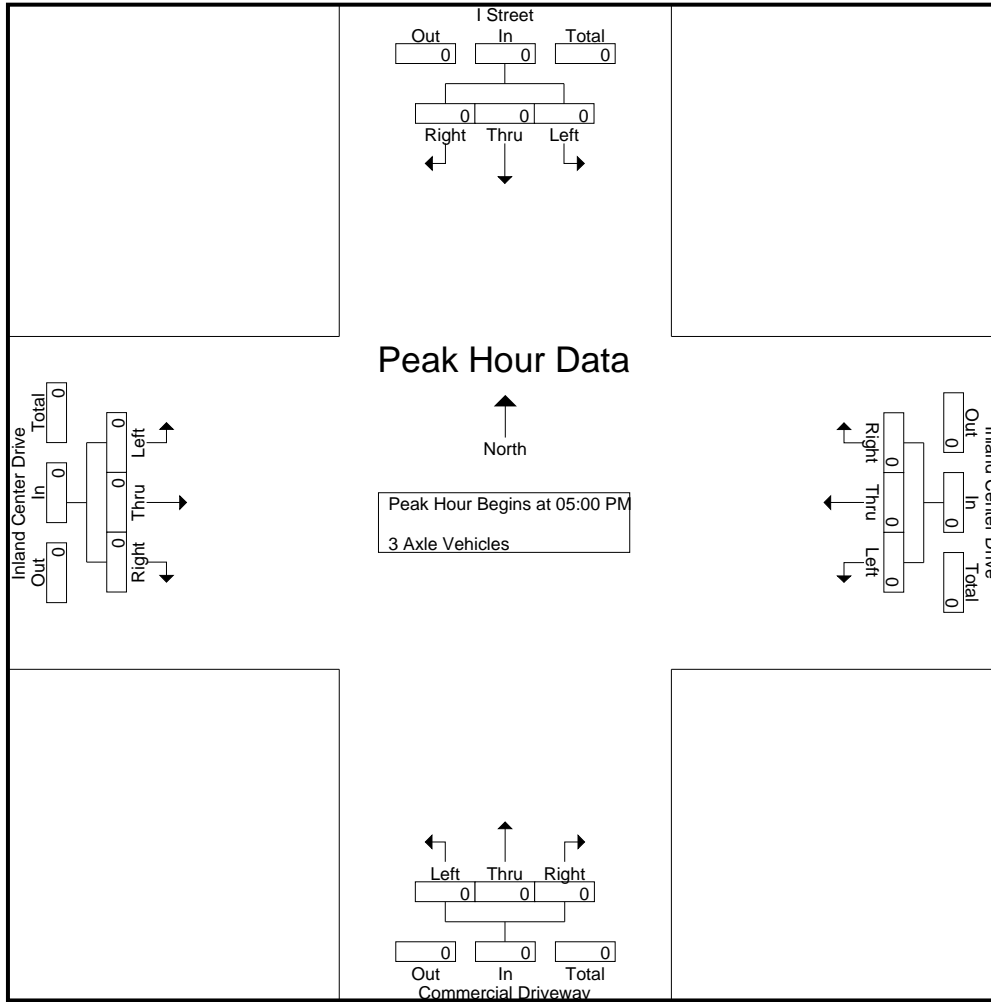 I Street
Out In Total
0 0 0
0 0 0
Right Thru Left
Peak Hour Data
North
Peak Hour Begins at 05:00 PM
3 Axle Vehicles
Inland Center Drive
Total In Out
0 0 0
0 0 0
Left Thru Right
Inland Center Drive
Out In Total
0 0 0
0 0 0
Right Thru Left
Left Thru Right
0 0 0
0 0 0
Out In Total
Commercial Driveway